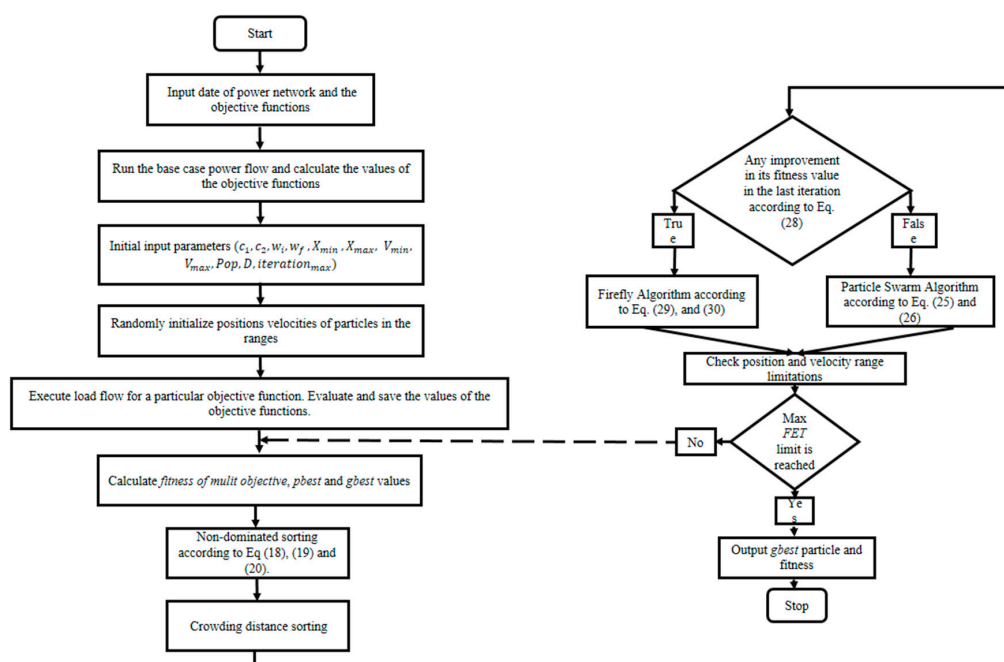 Start
Input date of power network and the
objective functions
Run the base case power flow and calculate the values of
the objective functions
Initial input parameters (c₁, c₂, wᵢ, w_f, X_min, X_max, V_min,
V_max, Pop, D, iteration_max)
Randomly initialize positions velocities of particles in the
ranges
Execute load flow for a particular objective function. Evaluate and save the values of the
objective functions.
Calculate fitness of mulit objective, pbest and gbest values
Non-dominated sorting
according to Eq (18), (19) and
(20).
Crowding distance sorting
Any improvement
in its fitness value
in the last iteration
according to Eq.
(28)
Tru
e
Fals
e
Firefly Algorithm according
to Eq. (29), and (30)
Particle Swarm Algorithm
according to Eq. (25) and
(26)
Check position and velocity range
limitations
Max
FET
limit is
reached
No
Ye
s
Output gbest particle and
fitness
Stop